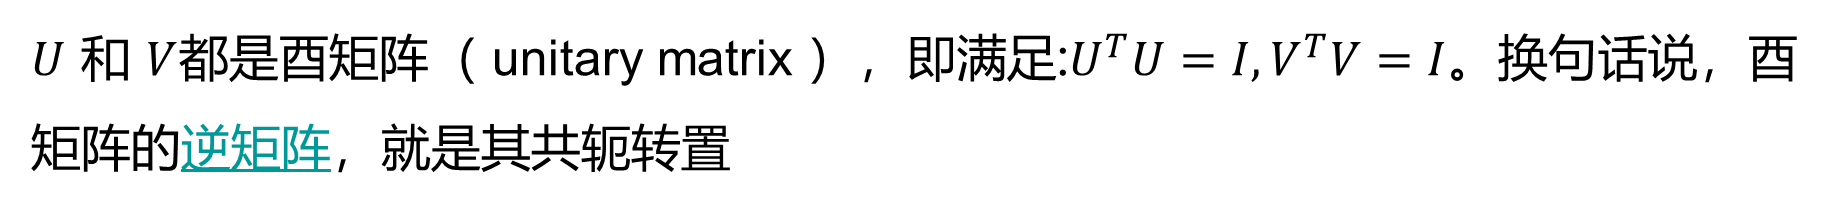 U 和 V都是酉矩阵（unitary matrix），即满足:U^T U = I, V^T V = I。换句话说，酉
矩阵的逆矩阵，就是其共轭转置